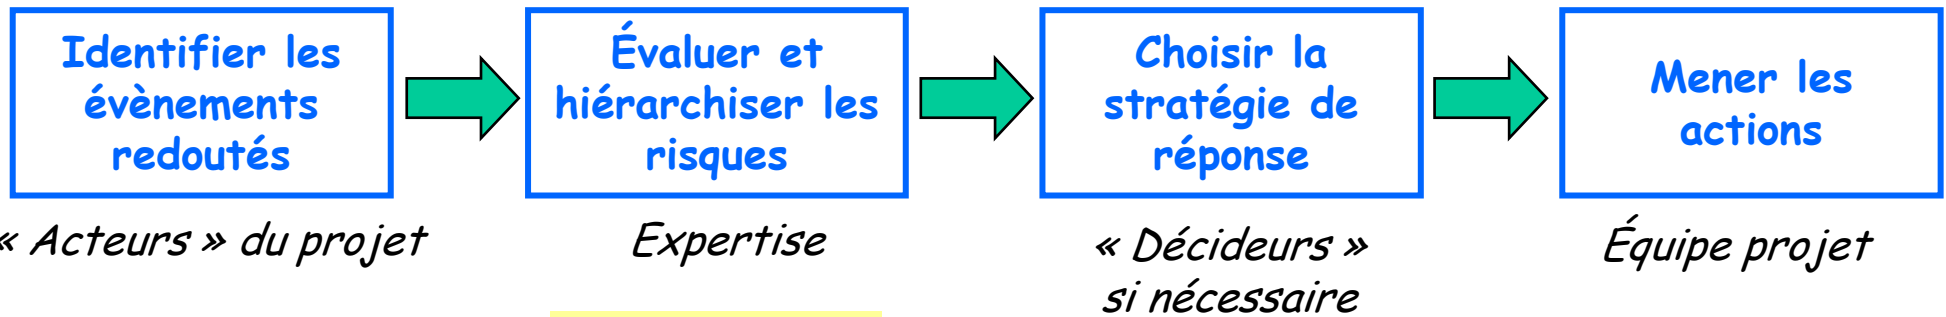 Identifier les
évènements
redoutés
Évaluer et
hiérarchiser les
risques
Choisir la
stratégie de
réponse
Mener les
actions
« Acteurs » du projet
Expertise
« Décideurs »
si nécessaire
Équipe projet